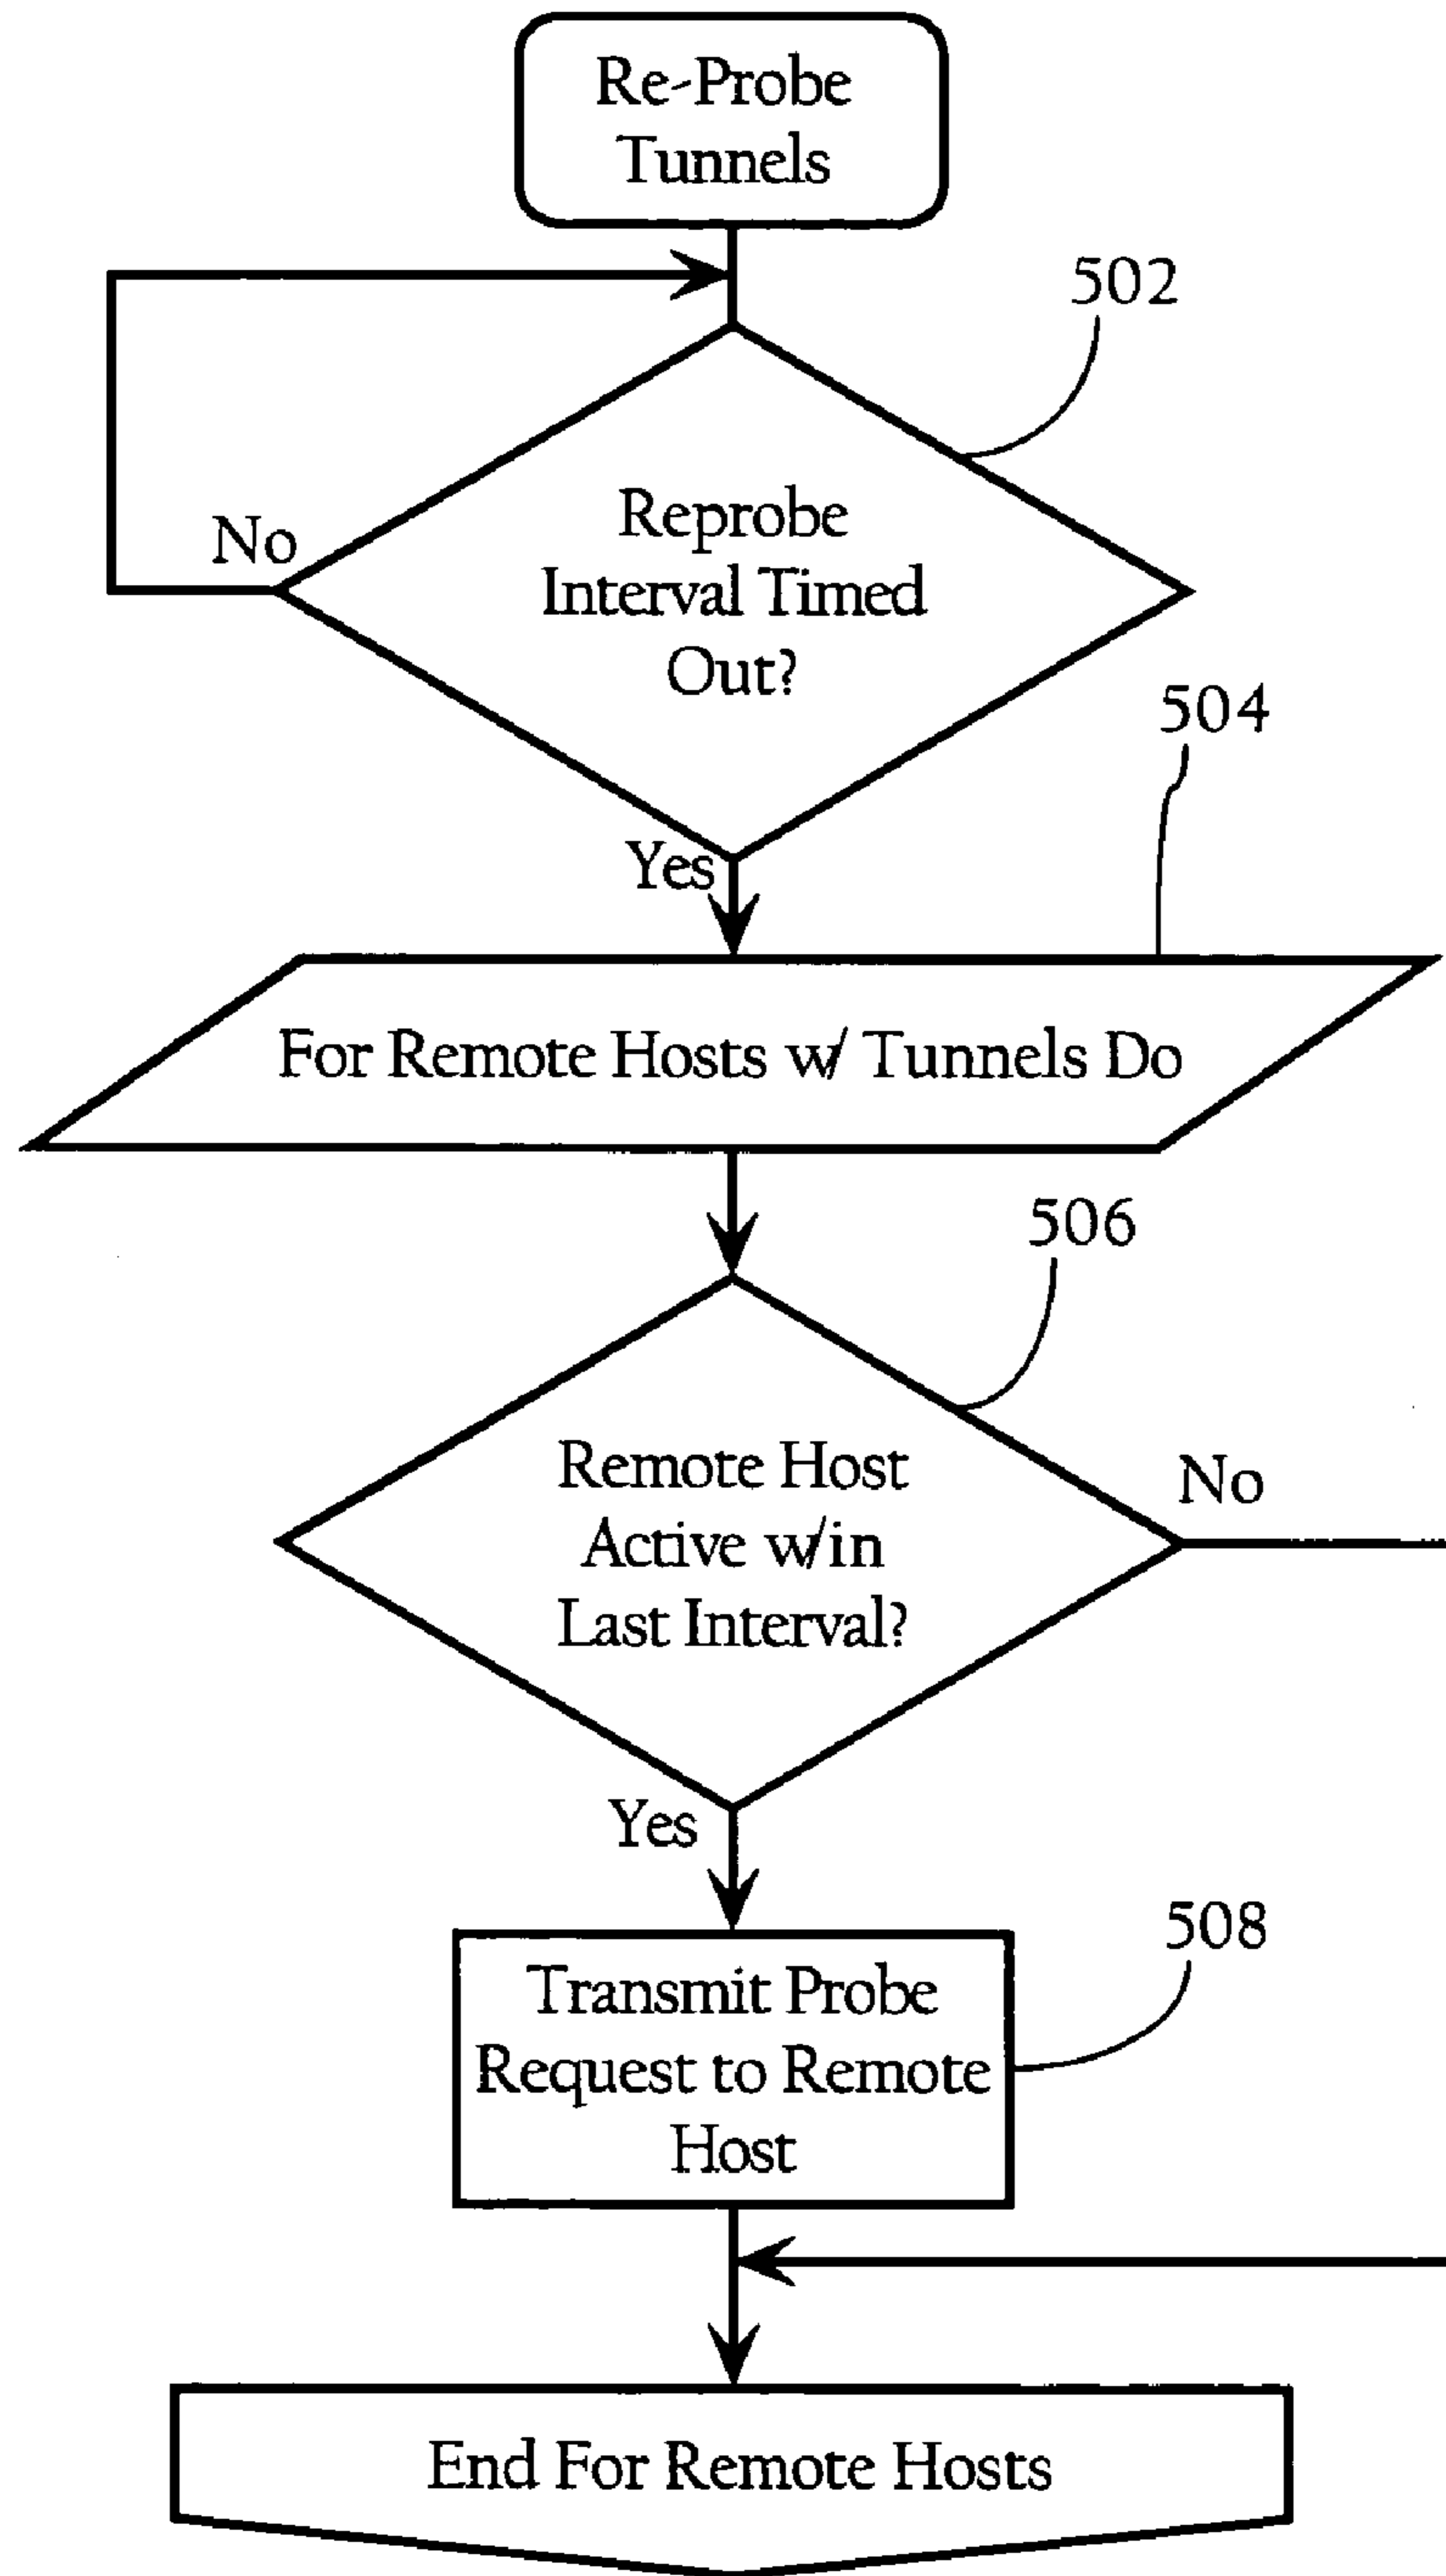 Re-Probe
Tunnels
502
No
Reprobe
Interval Timed
Out?
504
Yes
For Remote Hosts w/ Tunnels Do
506
Remote Host
Active w/in
Last Interval?
No
Yes
508
Transmit Probe
Request to Remote
Host
End For Remote Hosts